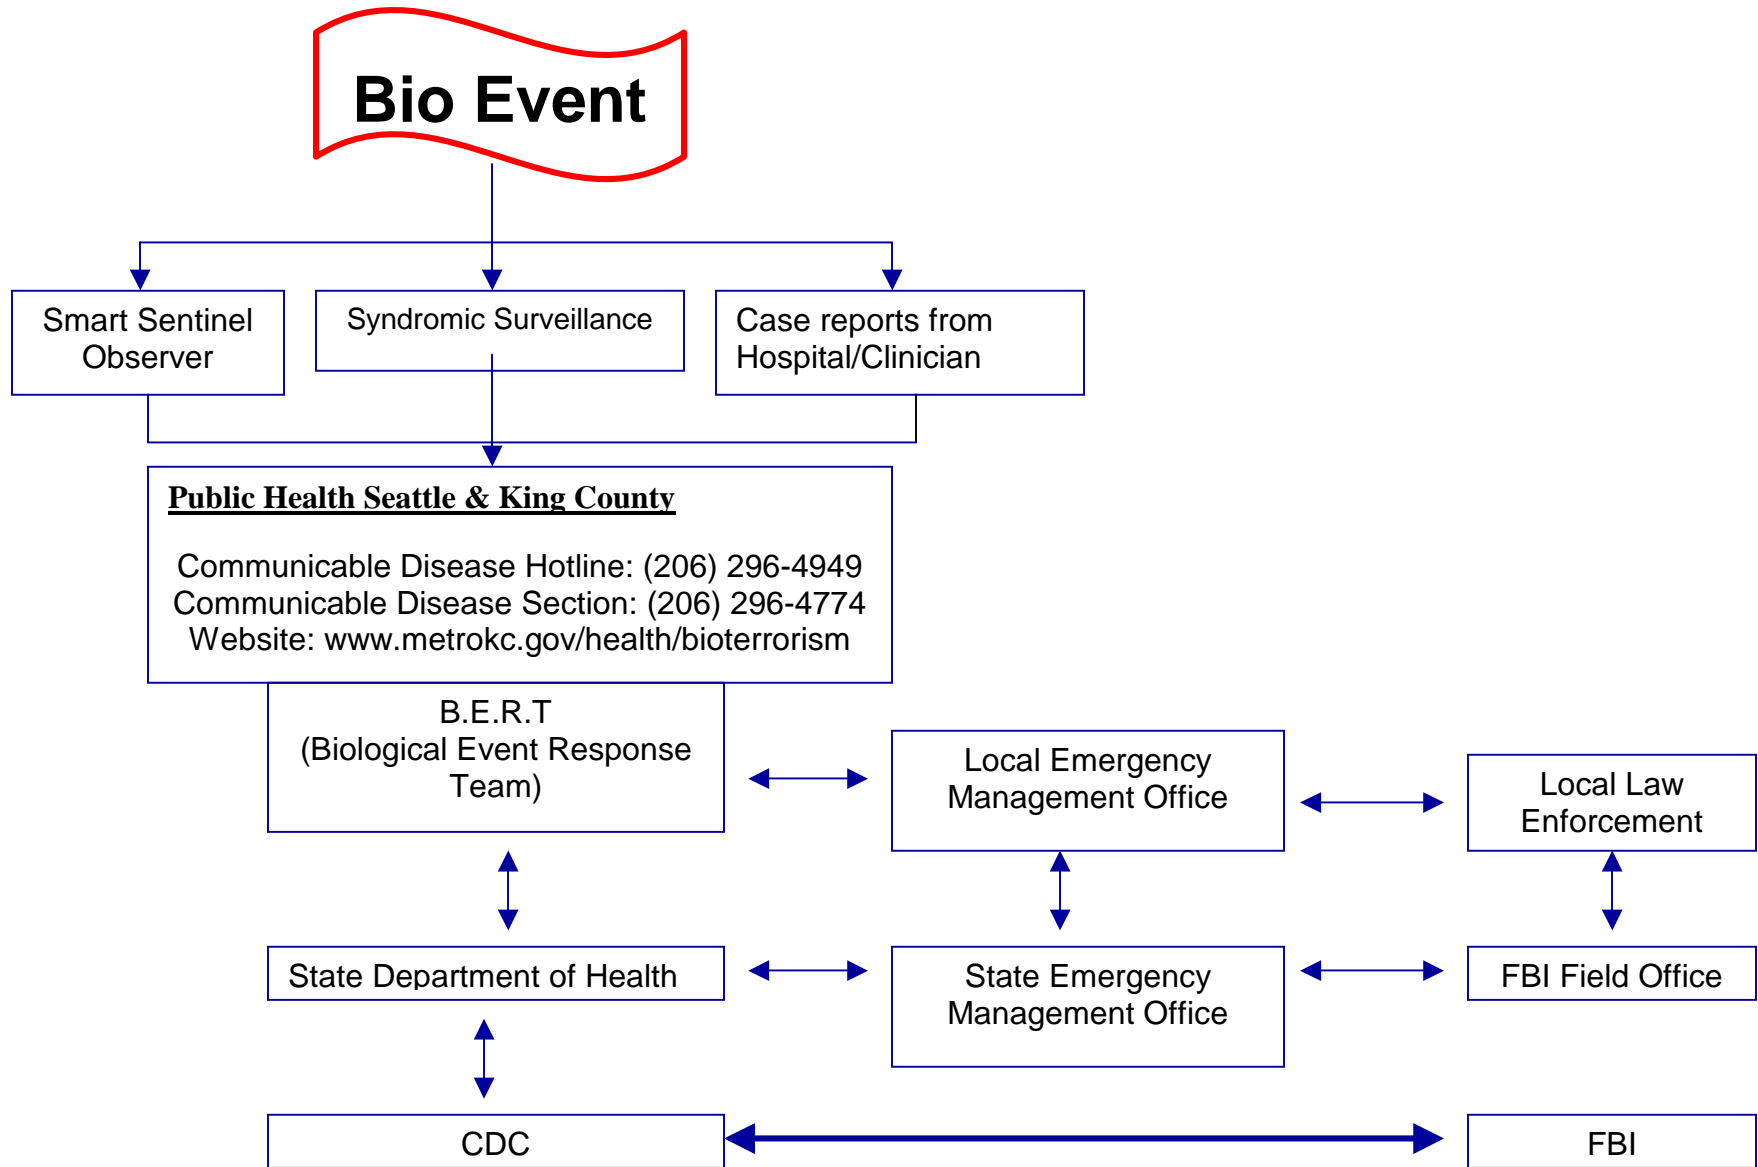 Bio Event
Smart Sentinel
Observer
Syndromic Surveillance
Case reports from
Hospital/Clinician
Public Health Seattle & King County
Communicable Disease Hotline: (206) 296-4949
Communicable Disease Section: (206) 296-4774
Website: www.metrokc.gov/health/bioterrorism
B.E.R.T
(Biological Event Response
Team)
Local Emergency
Management Office
Local Law
Enforcement
State Department of Health
State Emergency
Management Office
FBI Field Office
CDC
FBI